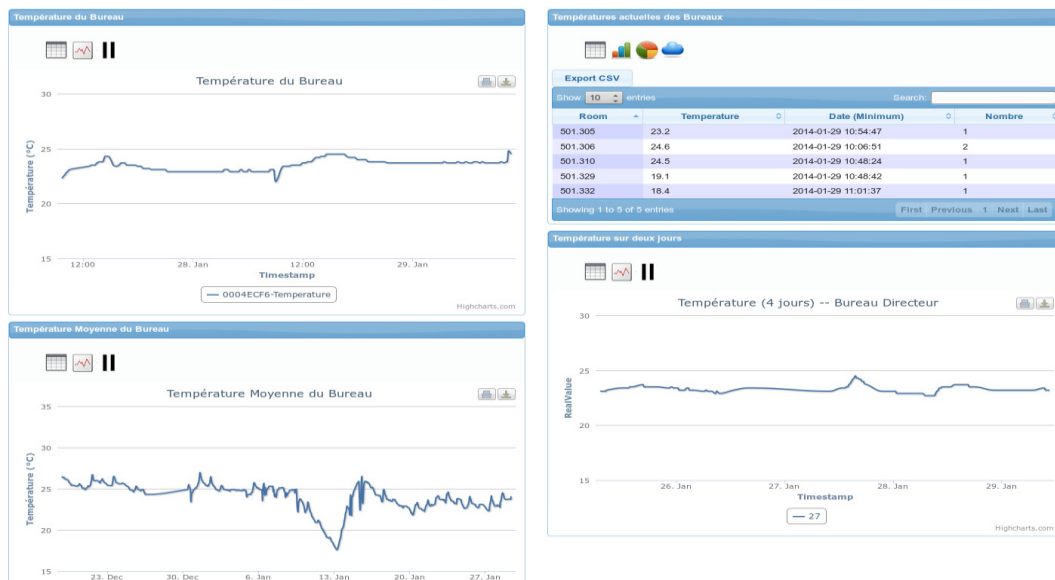 Température du Bureau
Température du Bureau
30
25
20
15
Température (°C)
12:00 28. Jan 12:00 29. Jan
Timestamp
0004ECF6-Temperature
Highcharts.com
Température Moyenne du Bureau
Température Moyenne du Bureau
35
30
25
20
15
Température (°C)
23. Dec 30. Dec 6. Jan 13. Jan 20. Jan 27. Jan
Températures actuelles des Bureaux
Export CSV
Show 10 entries Search:
Room Temperature Date (Minimum) Nombre
501.305 23.2 2014-01-29 10:54:47 1
501.306 24.6 2014-01-29 10:06:51 2
501.310 24.5 2014-01-29 10:48:24 1
501.329 19.1 2014-01-29 10:48:42 1
501.332 18.4 2014-01-29 11:01:37 1
Showing 1 to 5 of 5 entries First Previous 1 Next Last
Température sur deux jours
Température (4 jours) -- Bureau Directeur
30
25
20
15
RealValue
26. Jan 27. Jan 28. Jan 29. Jan
Timestamp
27
Highcharts.com